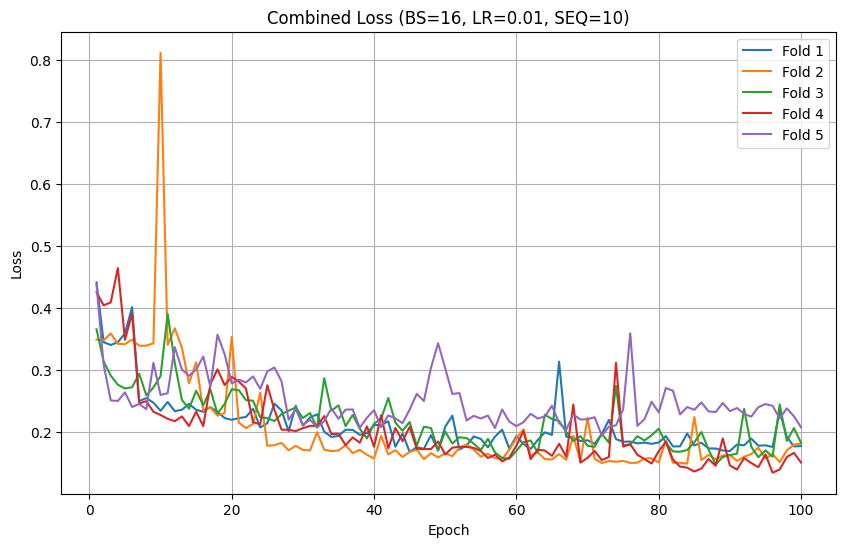 Combined Loss (BS=16, LR=0.01, SEQ=10)
Fold 1
Fold 2
Fold 3
Fold 4
Fold 5
Loss
0.8
0.7
0.6
0.5
0.4
0.3
0.2
0
20
40
60
80
100
Epoch